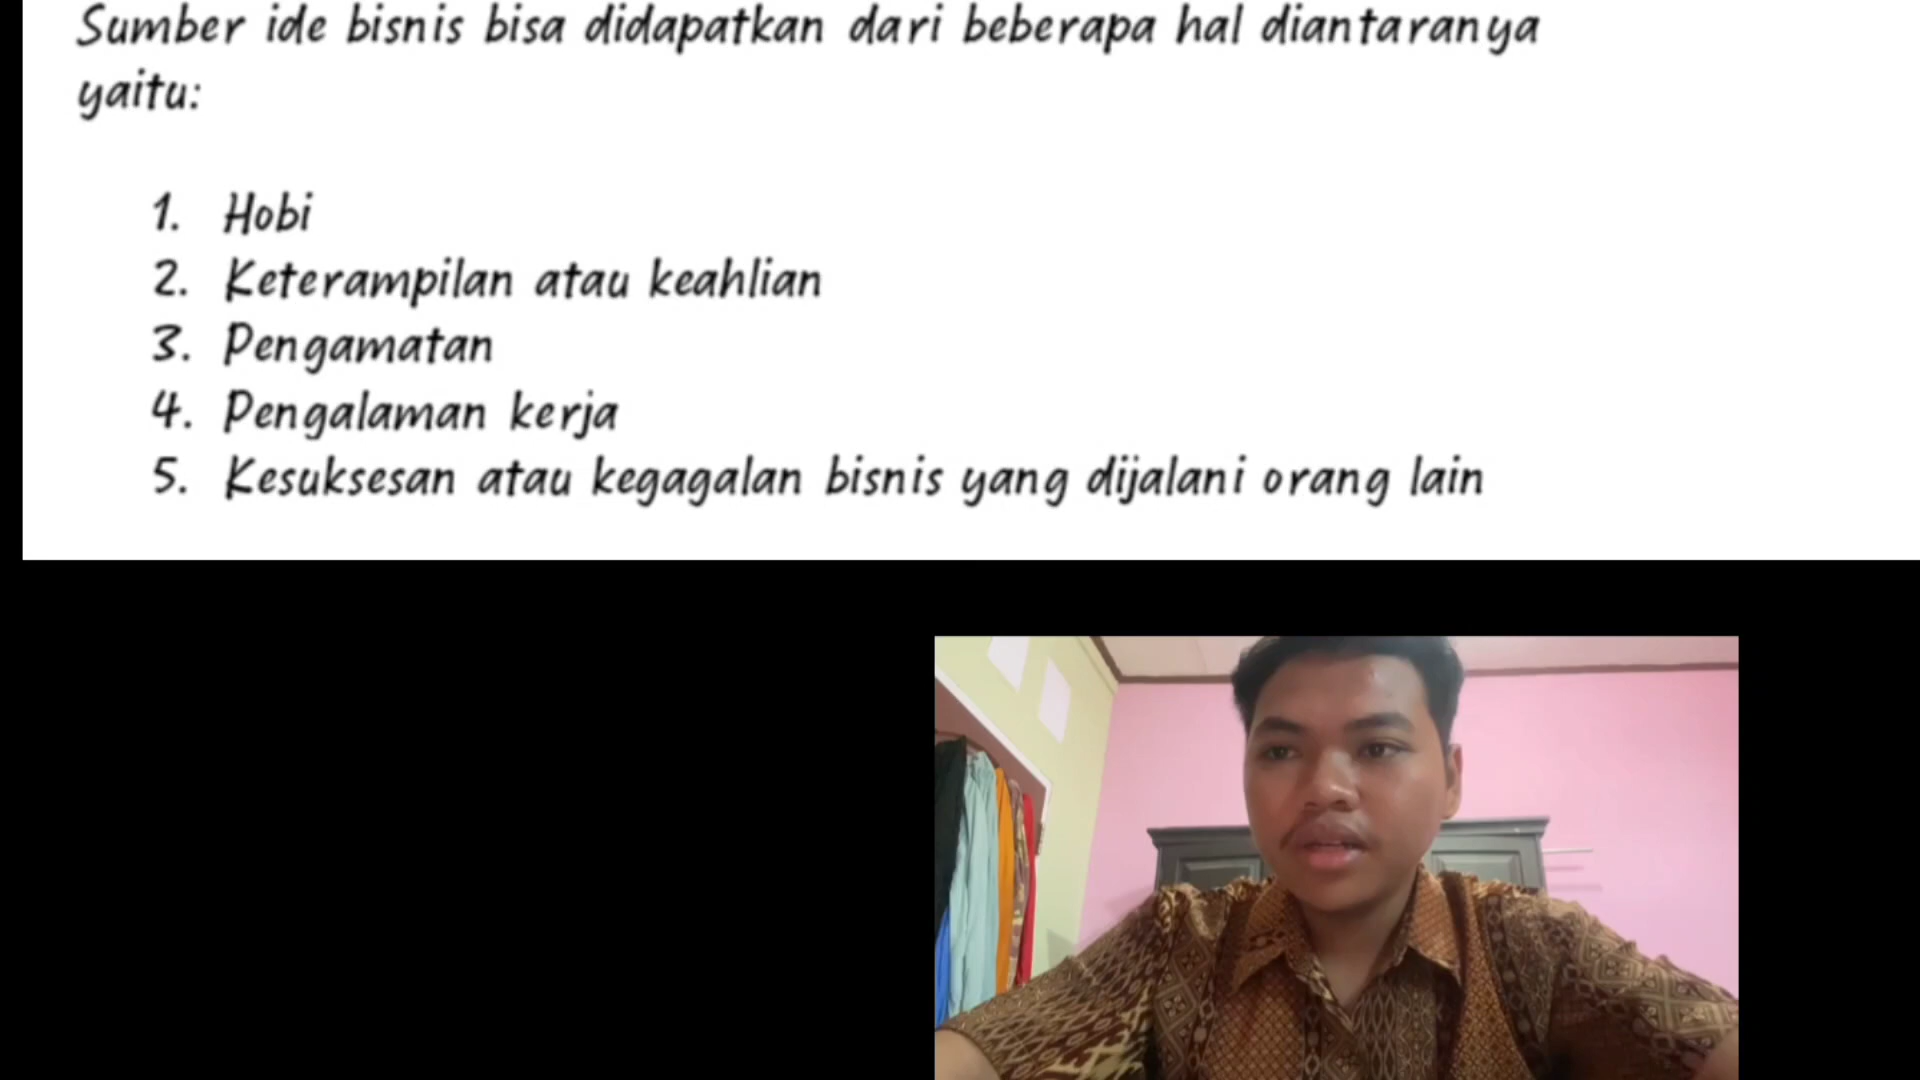 Sumber ide bisnis bisa didapatkan dari beberapa hal diantaranya
yaitu:
1. Hobi
2. Keterampilan atau keahlian
3. Pengamatan
4. Pengalaman kerja
5. Kesuksesan atau kegagalan bisnis yang dijalani orang lain